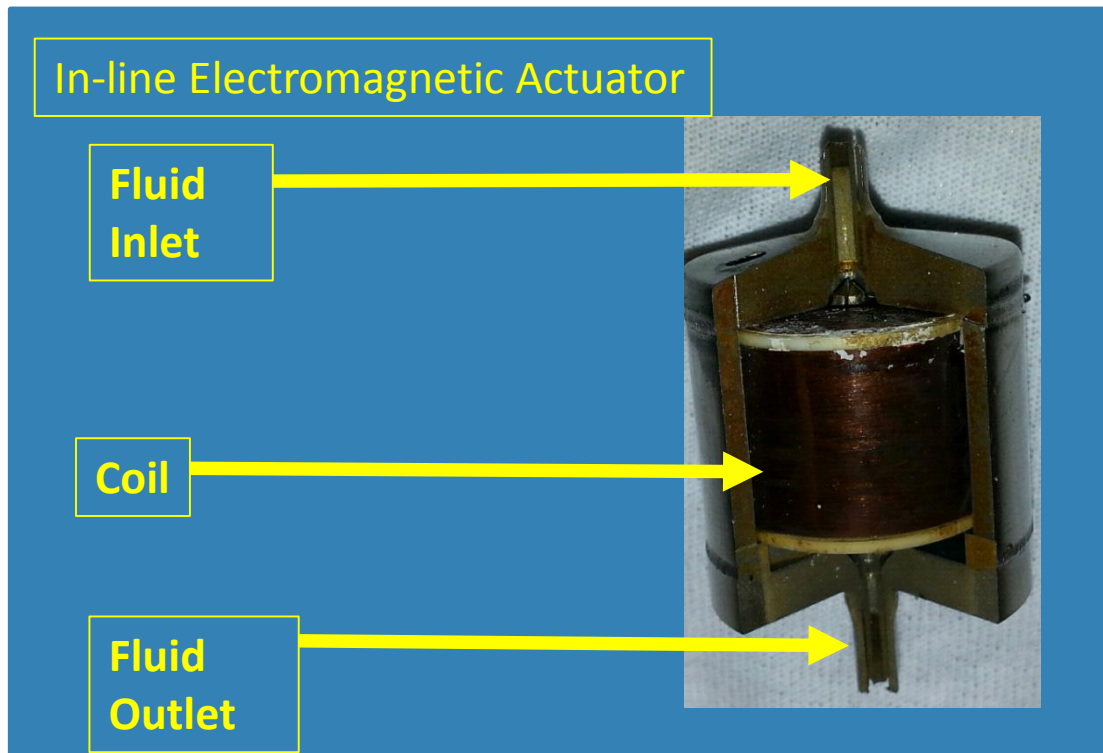 In-line Electromagnetic Actuator
Fluid
Inlet
Coil
Fluid
Outlet